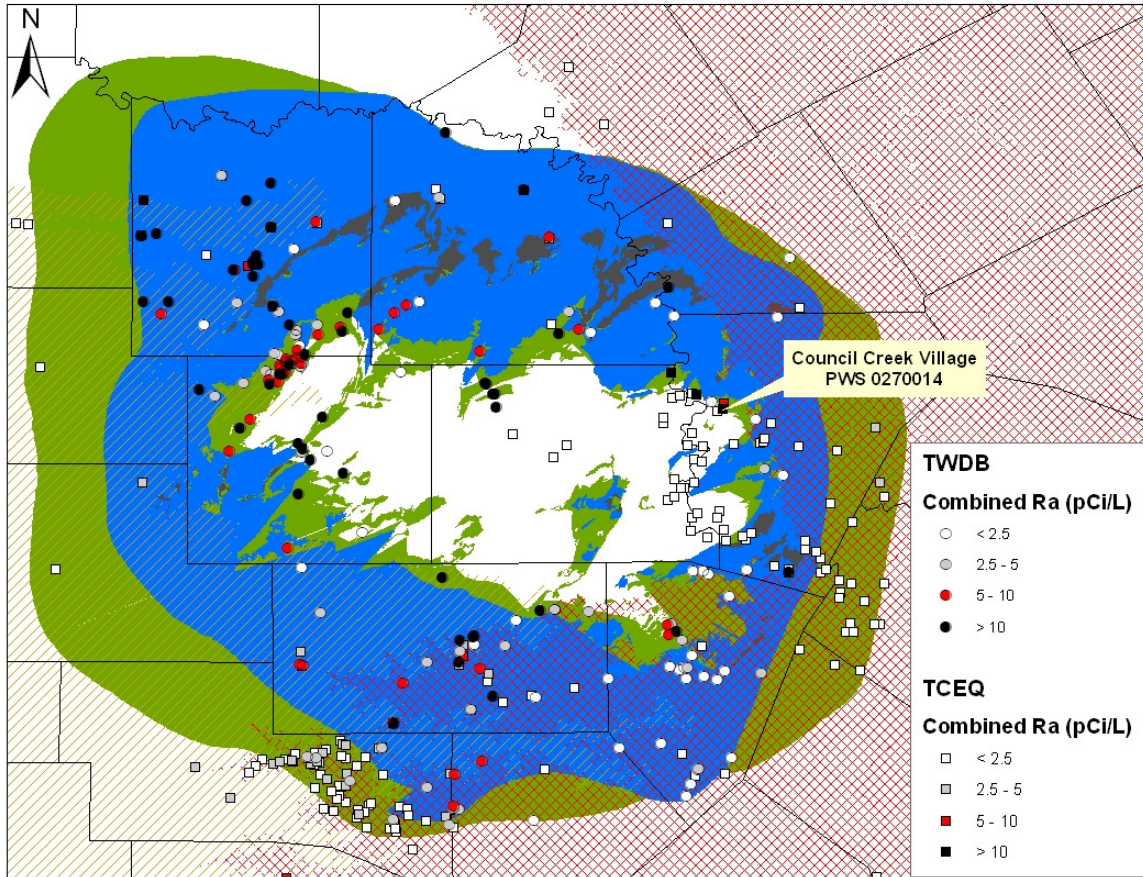 N
Council Creek Village
PWS 0270014
TWDB
Combined Ra (pCi/L)
< 2.5
2.5 - 5
5 - 10
> 10
TCEQ
Combined Ra (pCi/L)
< 2.5
2.5 - 5
5 - 10
> 10